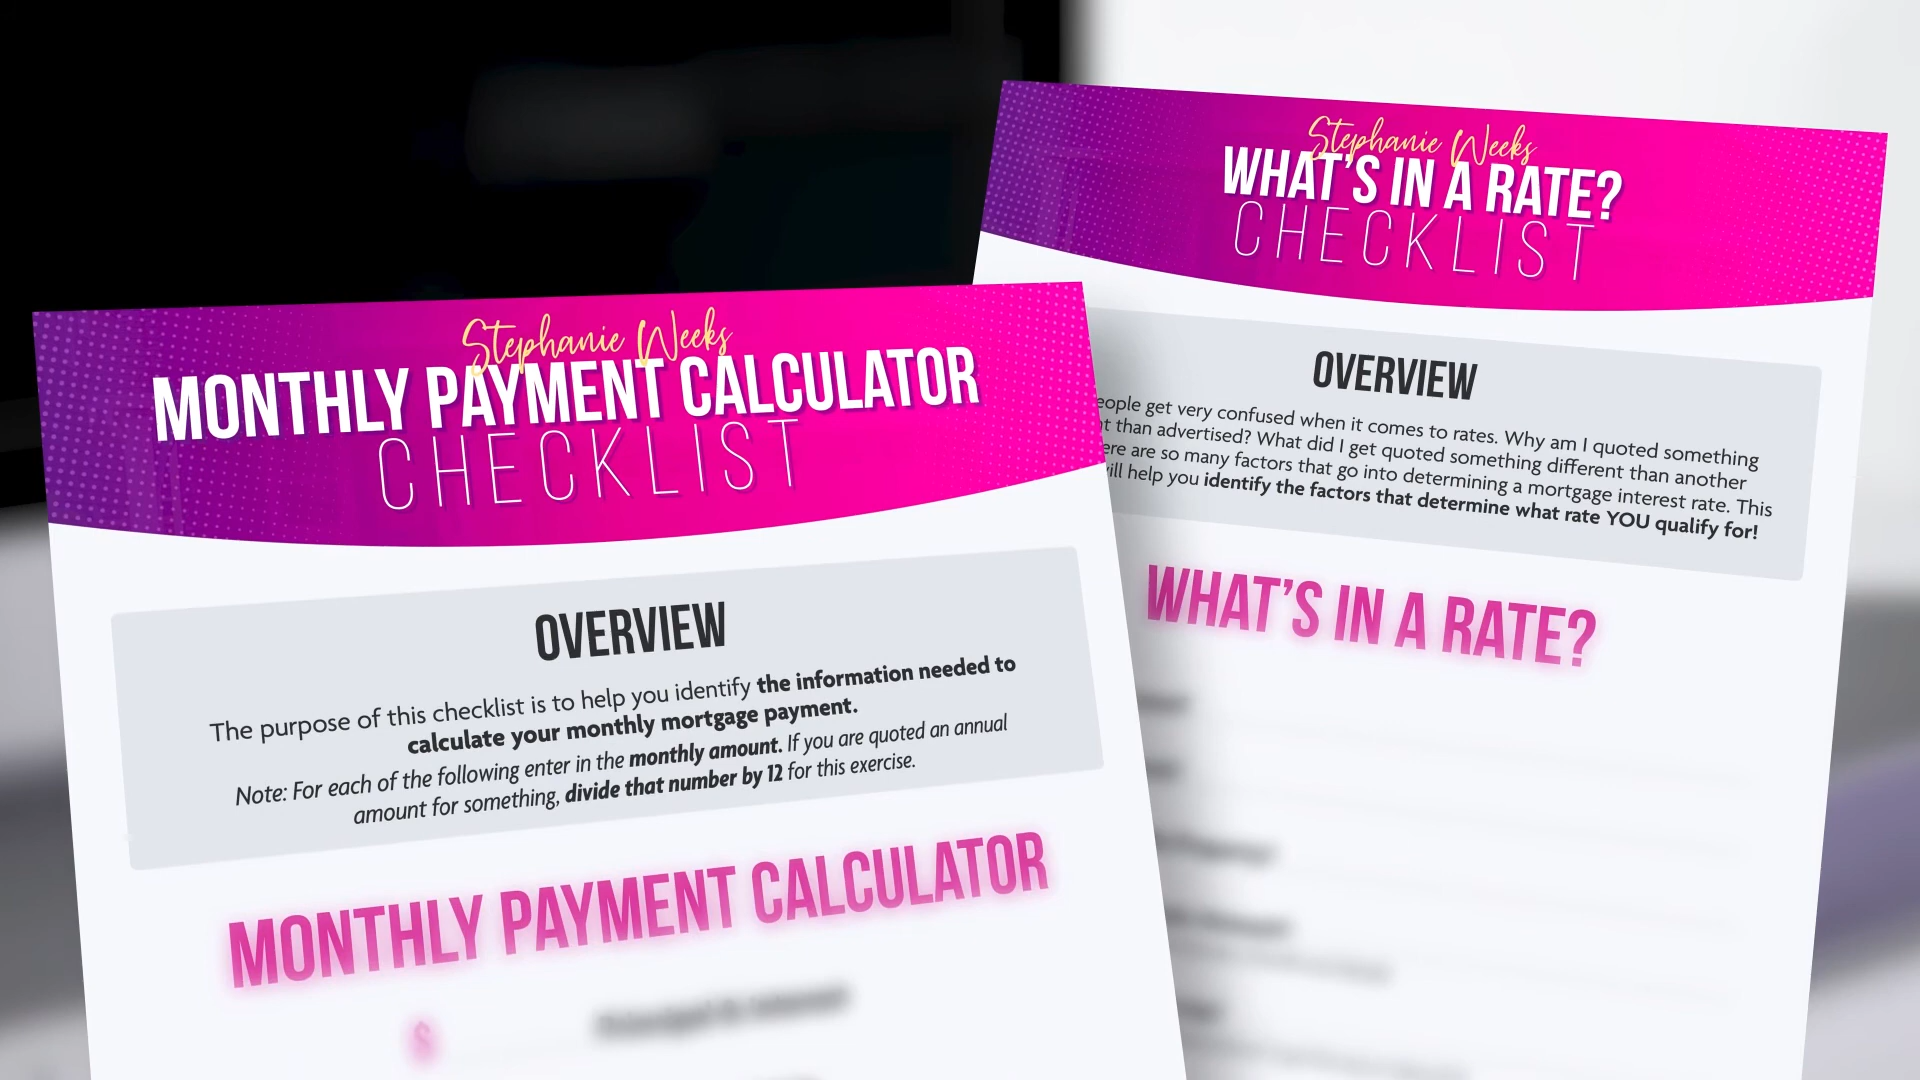 Stephanie Weeks
MONTHLY PAYMENT CALCULATOR
CHECKLIST
OVERVIEW
The purpose of this checklist is to help you identify the information needed to
calculate your monthly mortgage payment.
Note: For each of the following enter in the monthly amount. If you are quoted an annual
amount for something, divide that number by 12 for this exercise.
MONTHLY PAYMENT CALCULATOR
$
Principal & Interest
Stephanie Weeks
WHAT'S IN A RATE?
CHECKLIST
OVERVIEW
eople get very confused when it comes to rates. Why am I quoted something
nt than advertised? What did I get quoted something different than another
ere are so many factors that go into determining a mortgage interest rate. This
will help you identify the factors that determine what rate YOU qualify for!
WHAT'S IN A RATE?